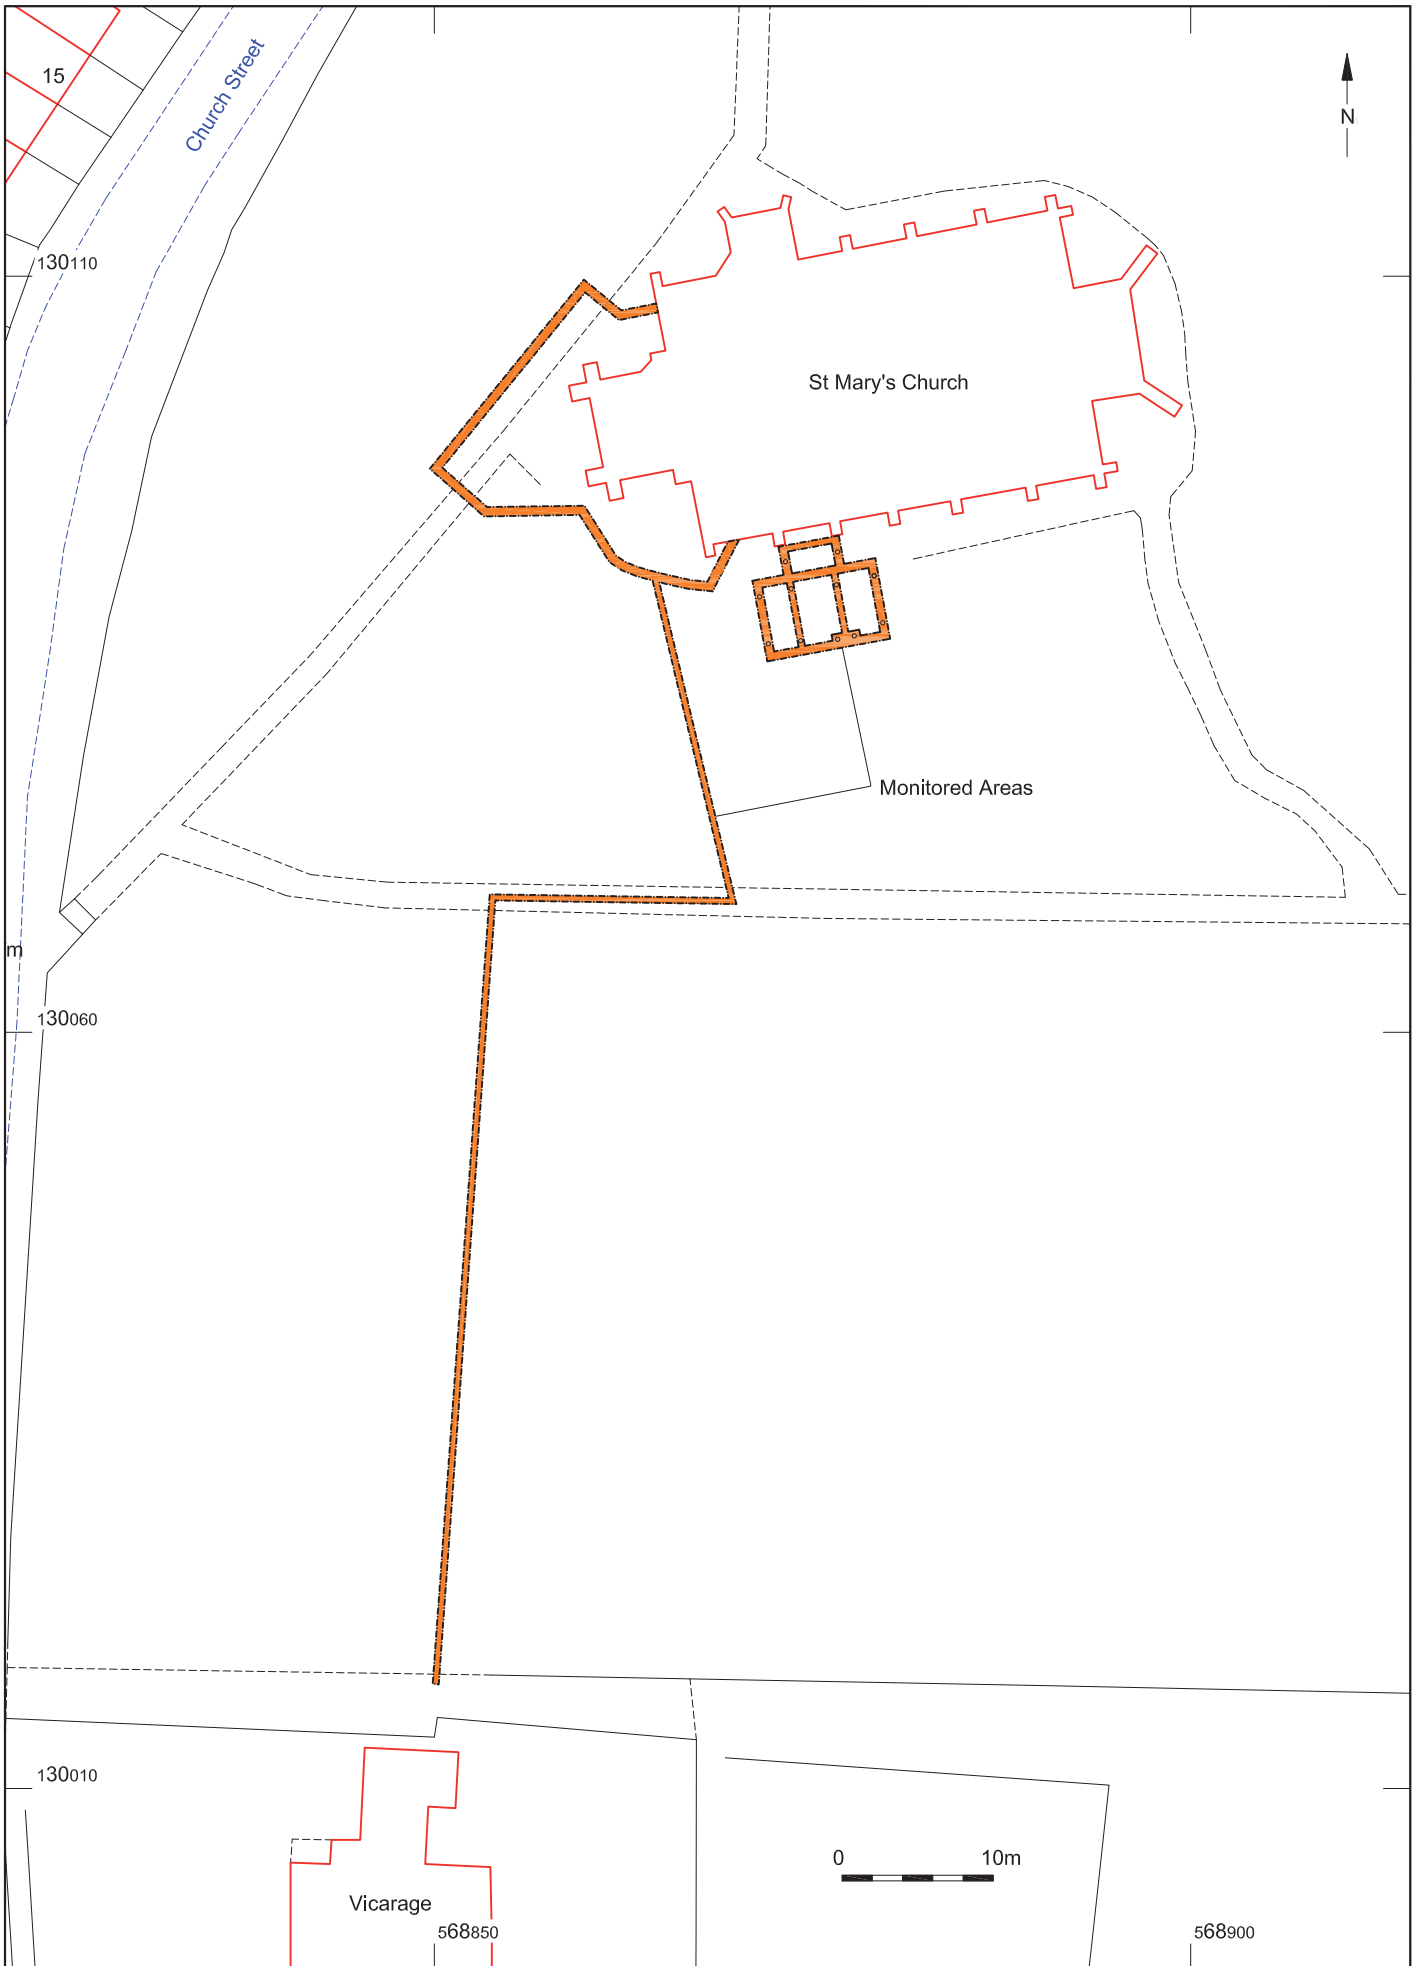 15
Church Street
N
130110
St Mary's Church
Monitored Areas
m
130060
130010
0 10m
Vicarage
568850
568900